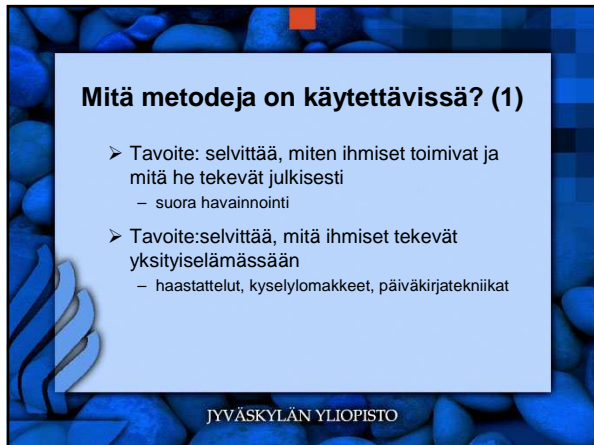 Mitä metodeja on käytettävissä? (1)
➢ Tavoite: selvittää, miten ihmiset toimivat ja
mitä he tekevät julkisesti
– suora havainnointi
➢ Tavoite:selvittää, mitä ihmiset tekevät
yksityiselämässään
– haastattelut, kyselylomakkeet, päiväkirjatekniikat
JYVÄSKYLÄN YLIOPISTO